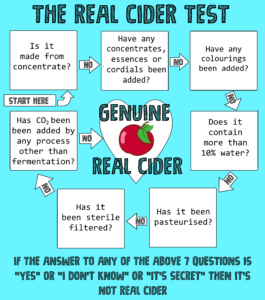 THE REAL CIDER TEST
Is it
made from
concentrate?
NO
Have any
concentrates,
essences or
cordials been
added?
NO
Have any
colourings
been added?
NO
Does it
contain more
than 10% water?
NO
Has it been
pasteurised?
NO
Has it
been sterile
filtered?
NO
Has CO2 been
been added by
any process
other than
fermentation?
START HERE
GENUINE
REAL CIDER
IF THE ANSWER TO ANY OF THE ABOVE 7 QUESTIONS IS
"YES" OR "I DON'T KNOW" OR "IT'S SECRET" THEN IT'S
NOT REAL CIDER